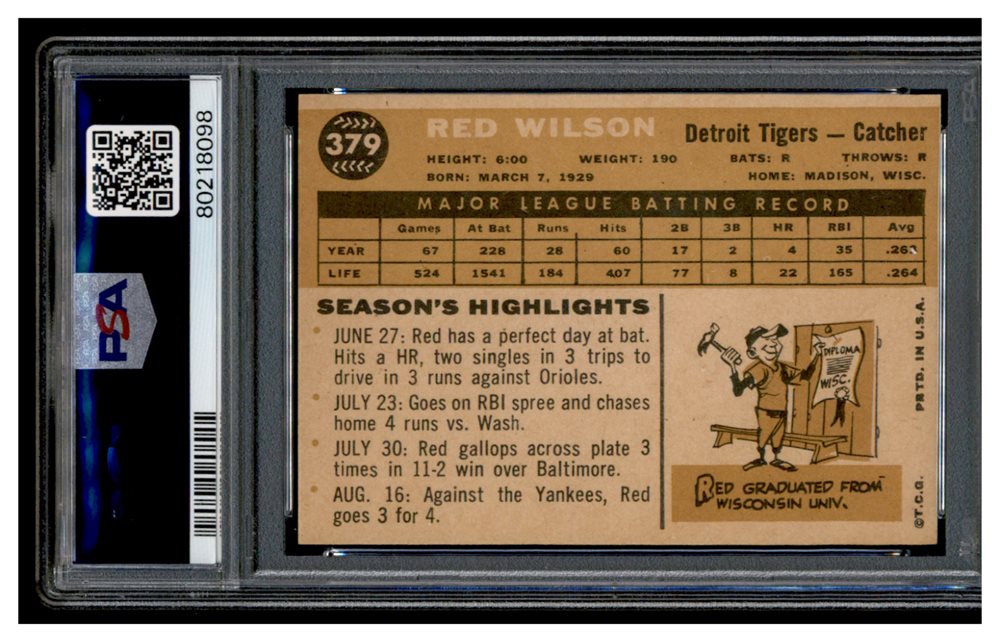 80218098
PSA
379
RED WILSON
Detroit Tigers — Catcher
HEIGHT: 6:00 WEIGHT: 190 BATS: R THROWS: R
BORN: MARCH 7, 1929 HOME: MADISON, WISC.
MAJOR LEAGUE BATTING RECORD
Games At Bat Runs Hits 2B 3B HR RBI Avg
YEAR 67 228 28 60 17 2 4 35 .263
LIFE 524 1541 184 407 77 8 22 165 .264
SEASON'S HIGHLIGHTS
• JUNE 27: Red has a perfect day at bat.
Hits a HR, two singles in 3 trips to
drive in 3 runs against Orioles.
• JULY 23: Goes on RBI spree and chases
home 4 runs vs. Wash.
• JULY 30: Red gallops across plate 3
times in 11-2 win over Baltimore.
• AUG. 16: Against the Yankees, Red
goes 3 for 4.
DIPLOMA
WISC.
RED GRADUATED FROM
WISCONSIN UNIV.
©T.C.G. PRTD. IN U.S.A.